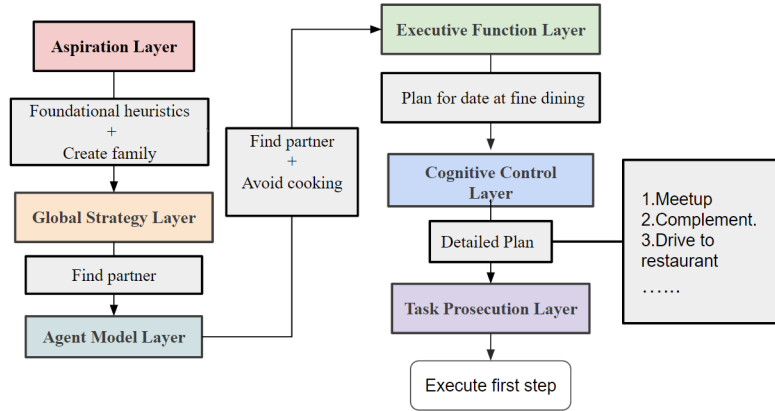 Aspiration Layer
Foundational heuristics
+
Create family
Global Strategy Layer
Find partner
Agent Model Layer
Find partner
+
Avoid cooking
Executive Function Layer
Plan for date at fine dining
Cognitive Control
Layer
Detailed Plan
1.Meetup
2.Complement.
3.Drive to
restaurant
......
Task Prosecution Layer
Execute first step